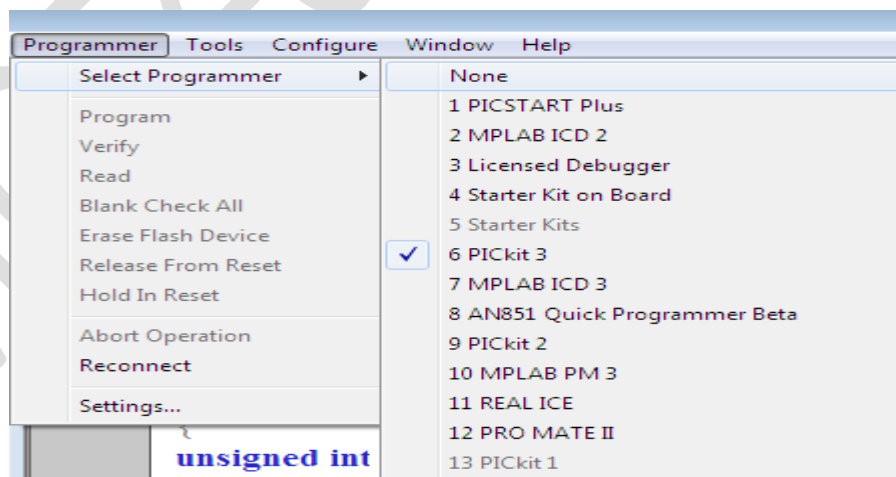 Programmer Tools Configure Window Help
Select Programmer
Program
Verify
Read
Blank Check All
Erase Flash Device
Release From Reset
Hold In Reset
Abort Operation
Reconnect
Settings...
None
1 PICSTART Plus
2 MPLAB ICD 2
3 Licensed Debugger
4 Starter Kit on Board
5 Starter Kits
6 PICkit 3
7 MPLAB ICD 3
8 AN851 Quick Programmer Beta
9 PICkit 2
10 MPLAB PM 3
11 REAL ICE
12 PRO MATE II
13 PICkit 1
{
unsigned int